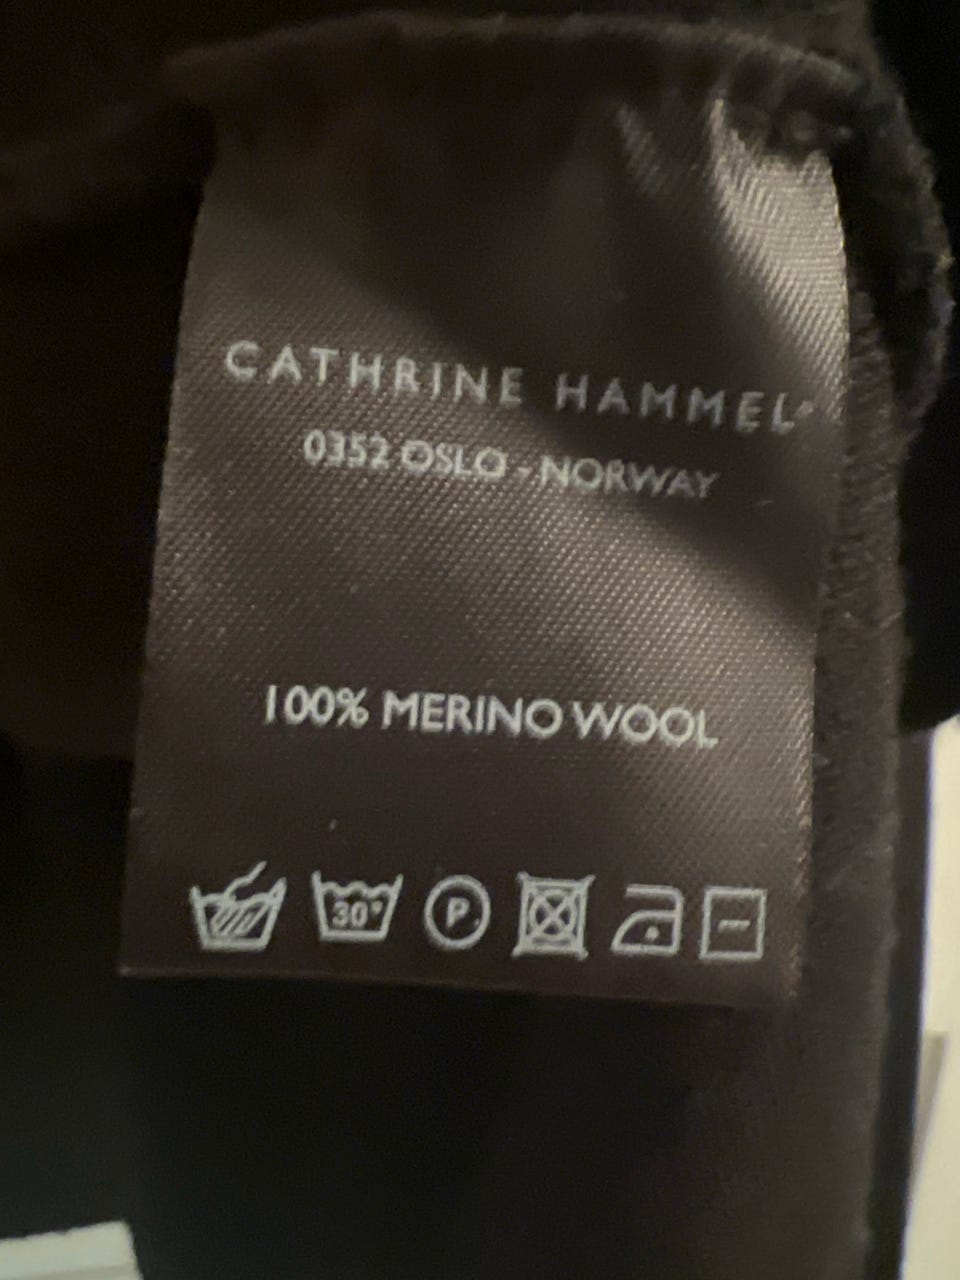 CATHRINE HAMMEL
0352 OSLO - NORWAY
100% MERINO WOOL
30° P